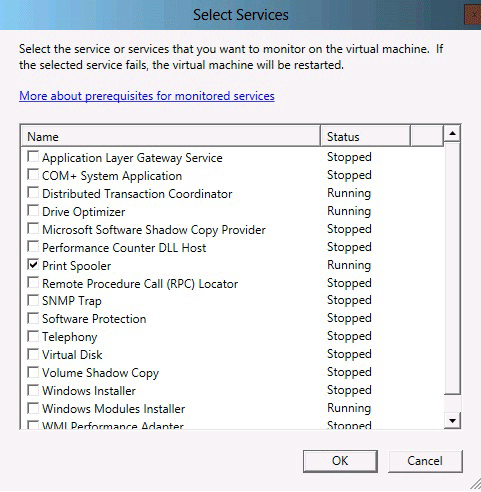 Select Services
Select the service or services that you want to monitor on the virtual machine. If
the selected service fails, the virtual machine will be restarted.
More about prerequisites for monitored services
Name Status
Application Layer Gateway Service Stopped
COM+ System Application Stopped
Distributed Transaction Coordinator Running
Drive Optimizer Running
Microsoft Software Shadow Copy Provider Stopped
Performance Counter DLL Host Stopped
Print Spooler Running
Remote Procedure Call (RPC) Locator Stopped
SNMP Trap Stopped
Software Protection Stopped
Telephony Stopped
Virtual Disk Stopped
Volume Shadow Copy Stopped
Windows Installer Stopped
Windows Modules Installer Running
WMI Performance Adapter Stopped
OK Cancel